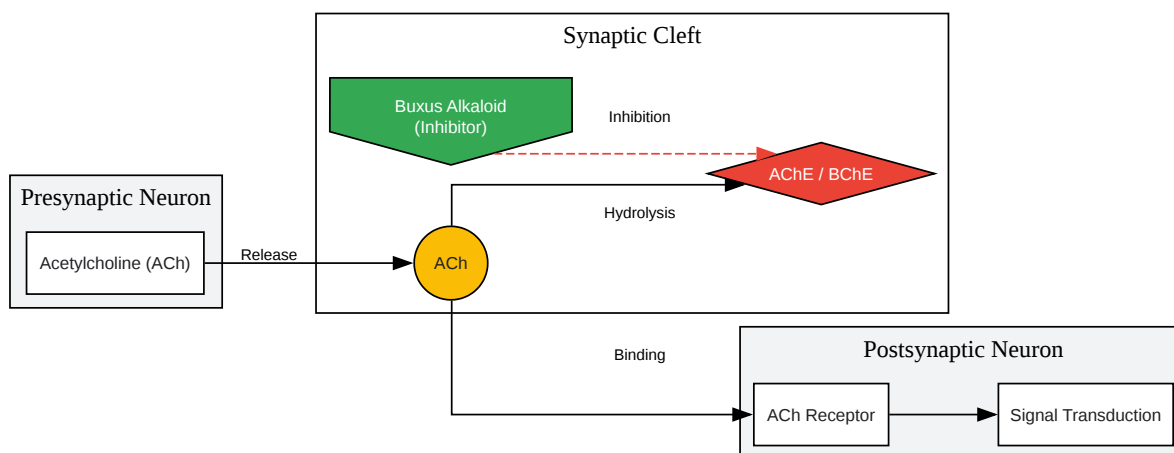 Synaptic Cleft
Buxus Alkaloid
(Inhibitor)
Inhibition
AChE / BChE
Hydrolysis
Presynaptic Neuron
Acetylcholine (ACh)
Release
ACh
Binding
Postsynaptic Neuron
ACh Receptor
Signal Transduction